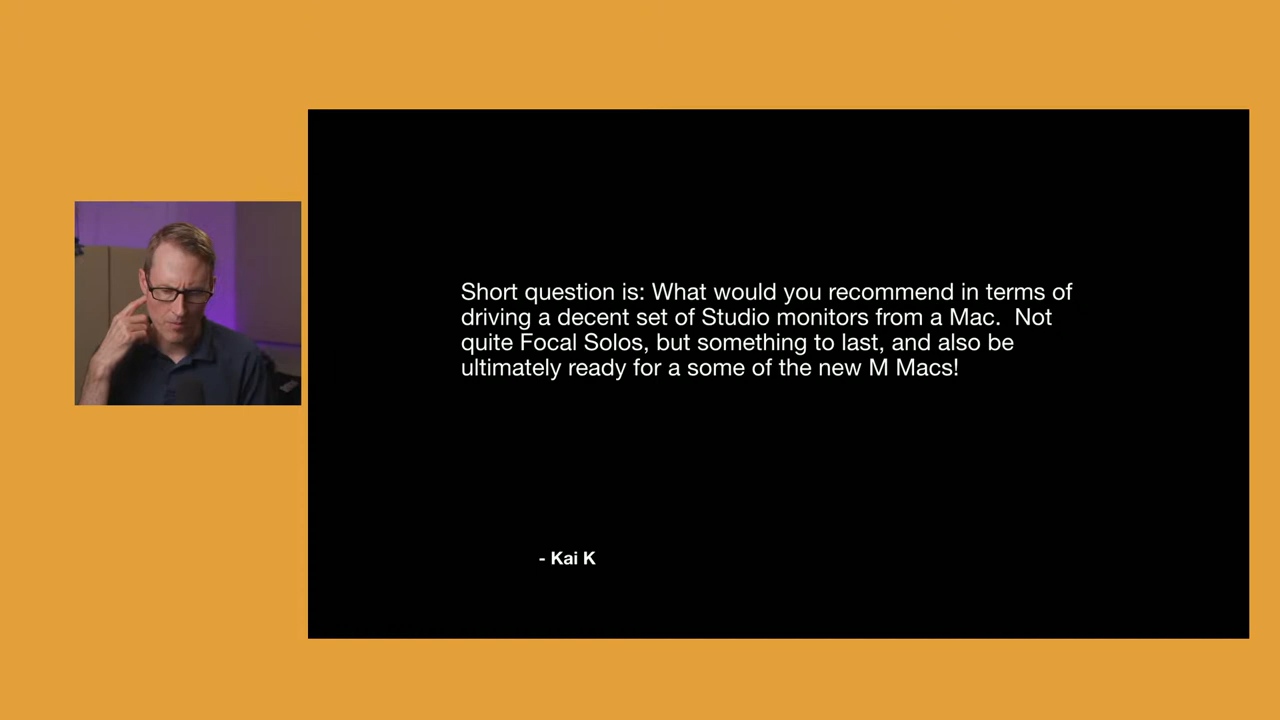 Short question is: What would you recommend in terms of
driving a decent set of Studio monitors from a Mac.  Not
quite Focal Solos, but something to last, and also be
ultimately ready for a some of the new M Macs!
- Kai K